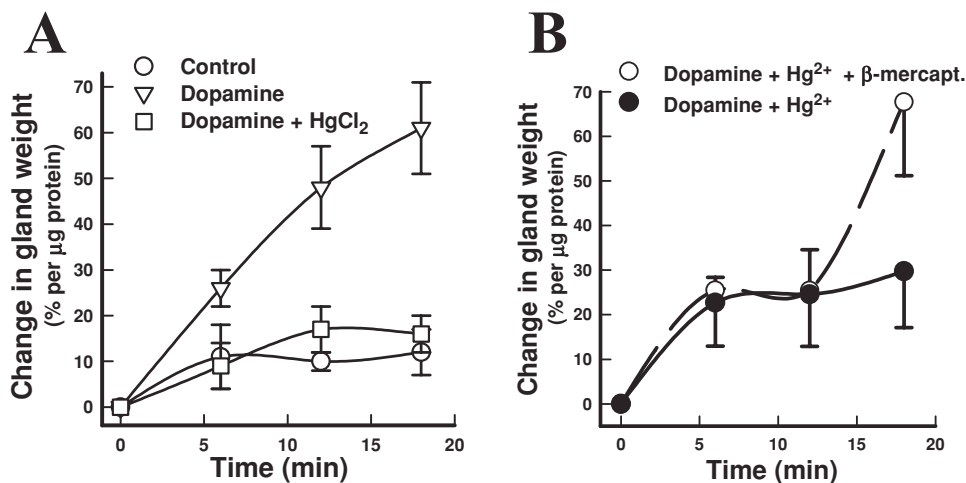 A
Control
Dopamine
Dopamine + HgCl₂
Change in gland weight
(% per μg protein)
70
60
50
40
30
20
10
0
0
5
10
15
20
Time (min)
B
Dopamine + Hg²⁺ + β-mercapt.
Dopamine + Hg²⁺
Change in gland weight
(% per μg protein)
70
60
50
40
30
20
10
0
0
5
10
15
20
Time (min)